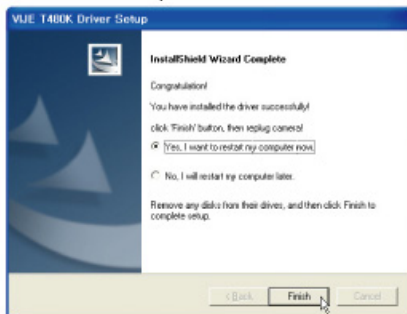 VIJE T480K Driver Setup
InstallShield Wizard Complete
Congratulation!
You have installed the driver successfully!
click 'Finish' button, then replug camera!
Yes, I want to restart my computer now.
No, I will restart my computer later.
Remove any disks from their drives, and then click Finish to
complete setup.
< Back Finish Cancel